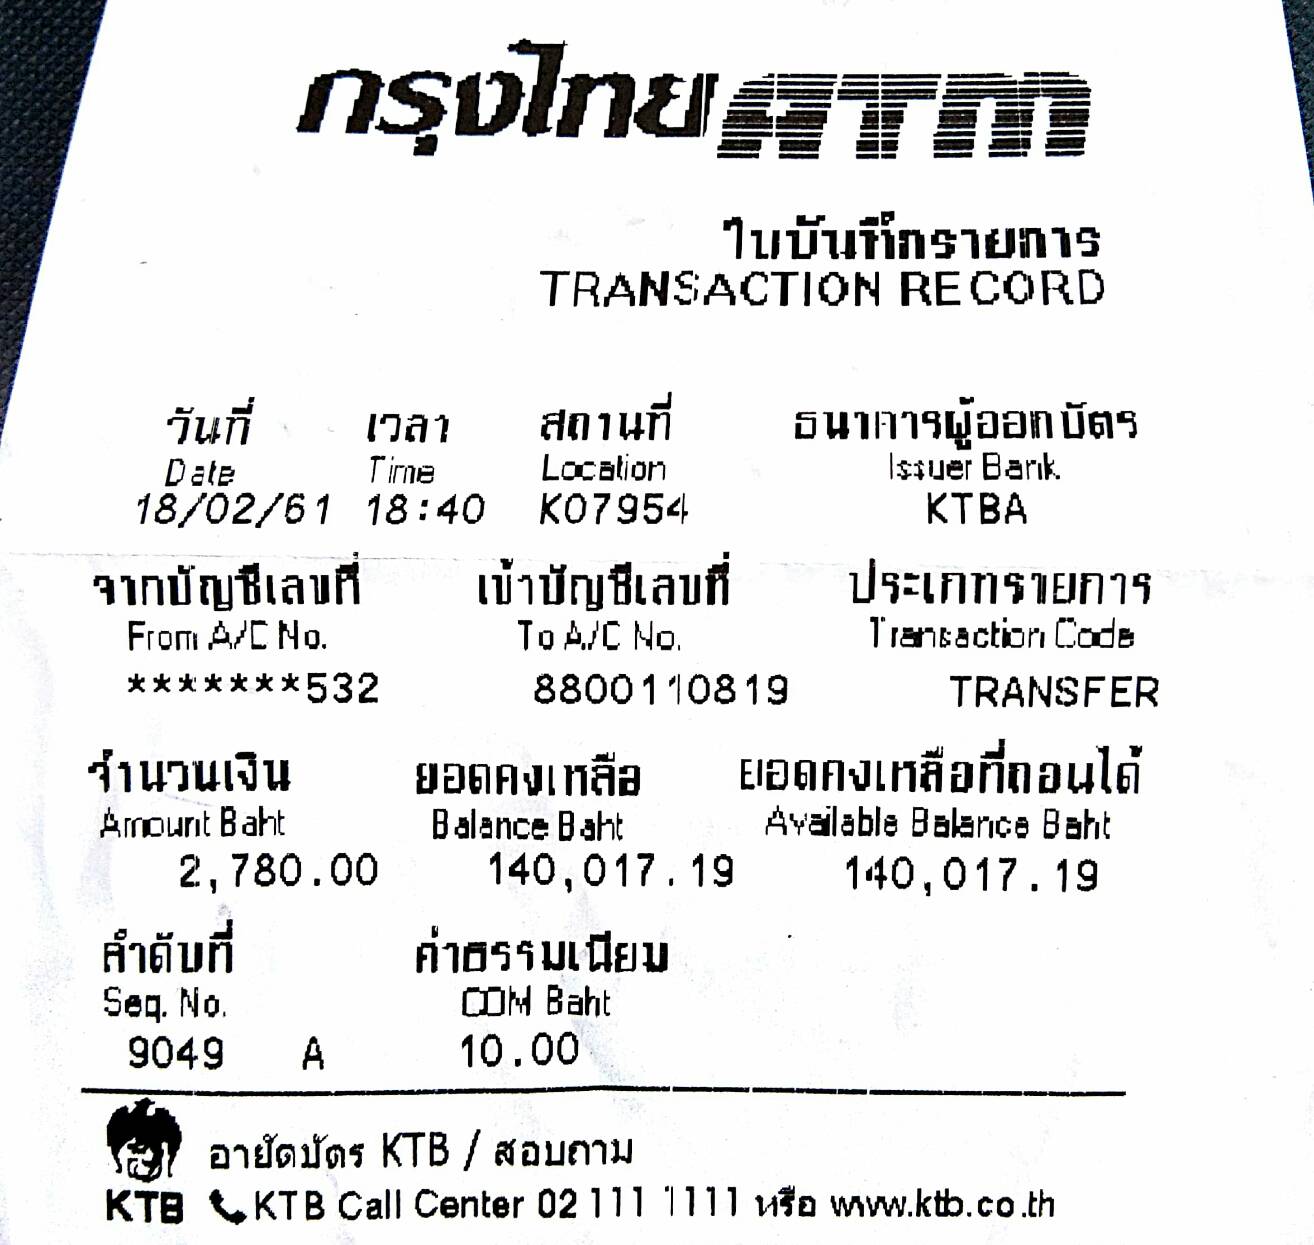 กรุงไทย ATM
ใบบันทึกรายการ
TRANSACTION RECORD
วันที่ เวลา สถานที่ ธนาคารผู้ออกบัตร
Date Time Location Issuer Bank
18/02/61 18:40 K07954 KTBA
จากบัญชีเลขที่ เข้าบัญชีเลขที่ ประเภทรายการ
From A/C No. To A/C No. Transaction Code
*******532 8800110819 TRANSFER
จำนวนเงิน ยอดคงเหลือ ยอดคงเหลือที่ถอนได้
Amount Baht Balance Baht Available Balance Baht
2,780.00 140,017.19 140,017.19
ลำดับที่ ค่าธรรมเนียม
Seq. No. COM Baht
9049 A 10.00
อายัดบัตร KTB / สอบถาม
KTB KTB Call Center 02 111 1111 หรือ www.ktb.co.th